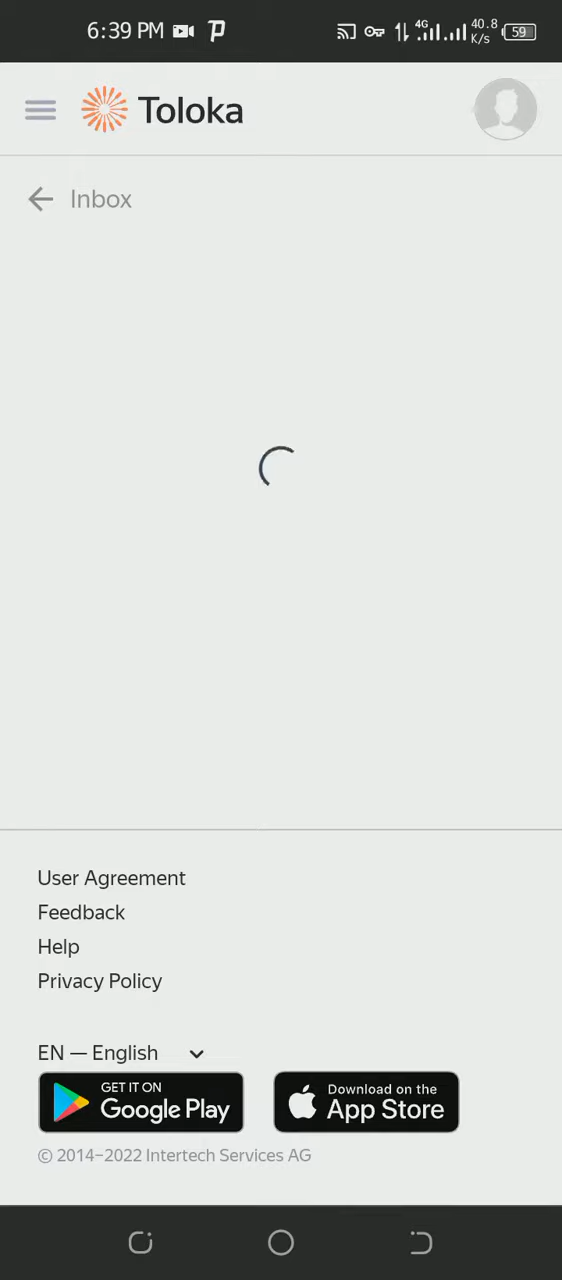 6:39 PM 4G 40.8 K/s 59
Toloka
Inbox
User Agreement
Feedback
Help
Privacy Policy
EN — English
GET IT ON
Google Play
Download on the
App Store
© 2014–2022 Intertech Services AG